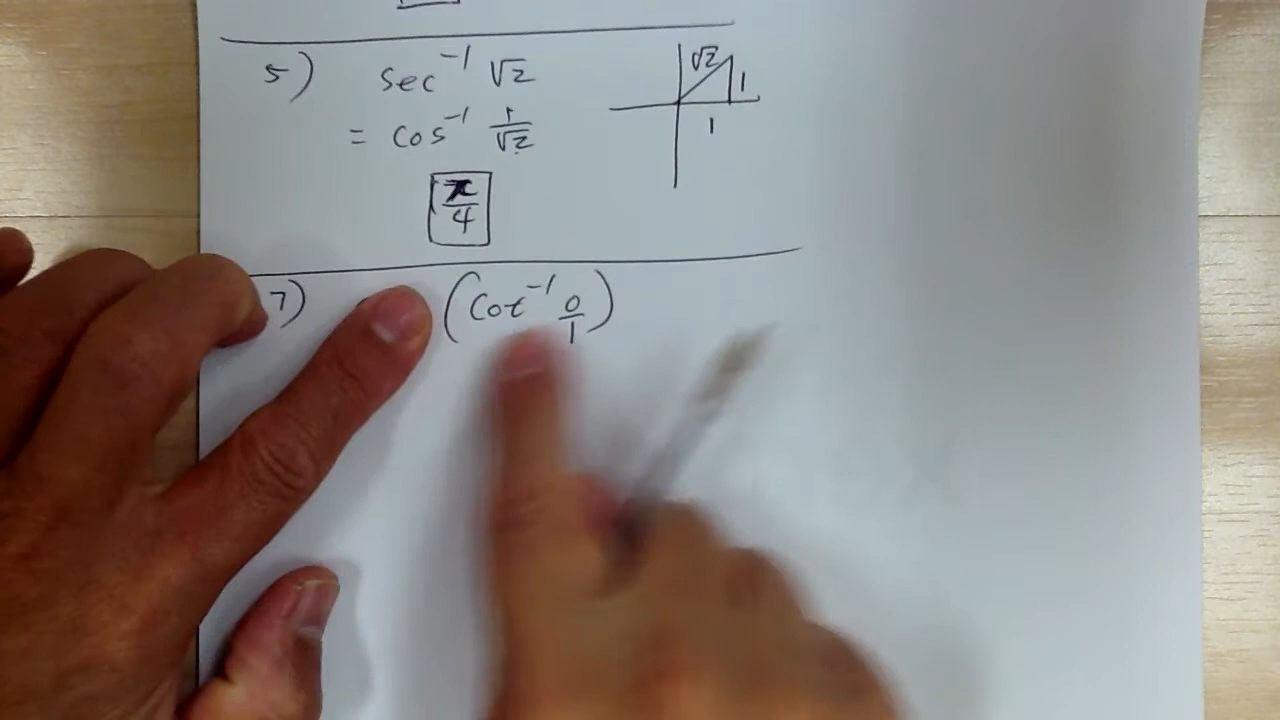 5) sec⁻¹ √2
= cos⁻¹ 1/√2
π/4
√2 1
1
7) (Cot⁻¹ 0/1)